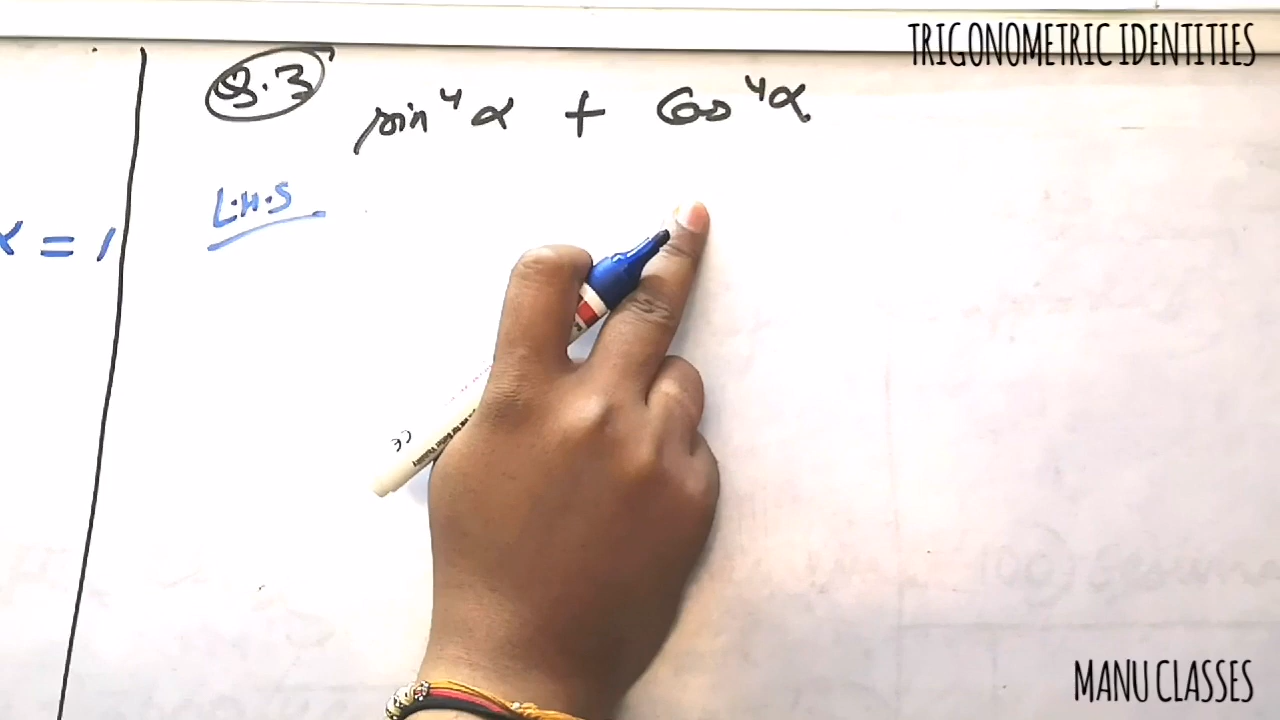 TRIGONOMETRIC IDENTITIES
Q.3 sin⁴α + Cos⁴α
L.H.S
α = 1
MANU CLASSES